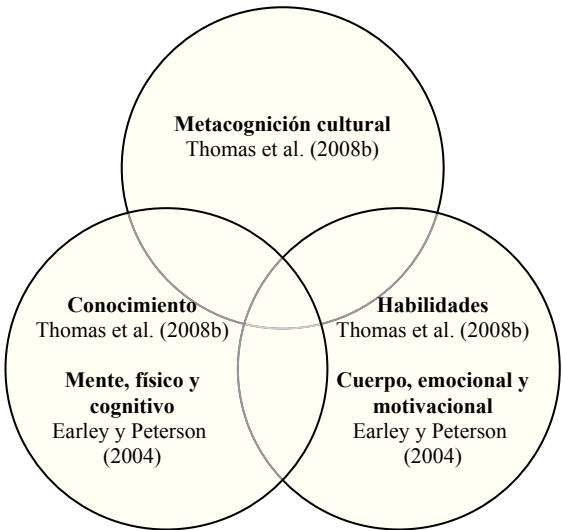 Metacognición cultural
Thomas et al. (2008b)
Conocimiento
Thomas et al. (2008b)
Mente, físico y
cognitivo
Earley y Peterson
(2004)
Habilidades
Thomas et al. (2008b)
Cuerpo, emocional y
motivacional
Earley y Peterson
(2004)